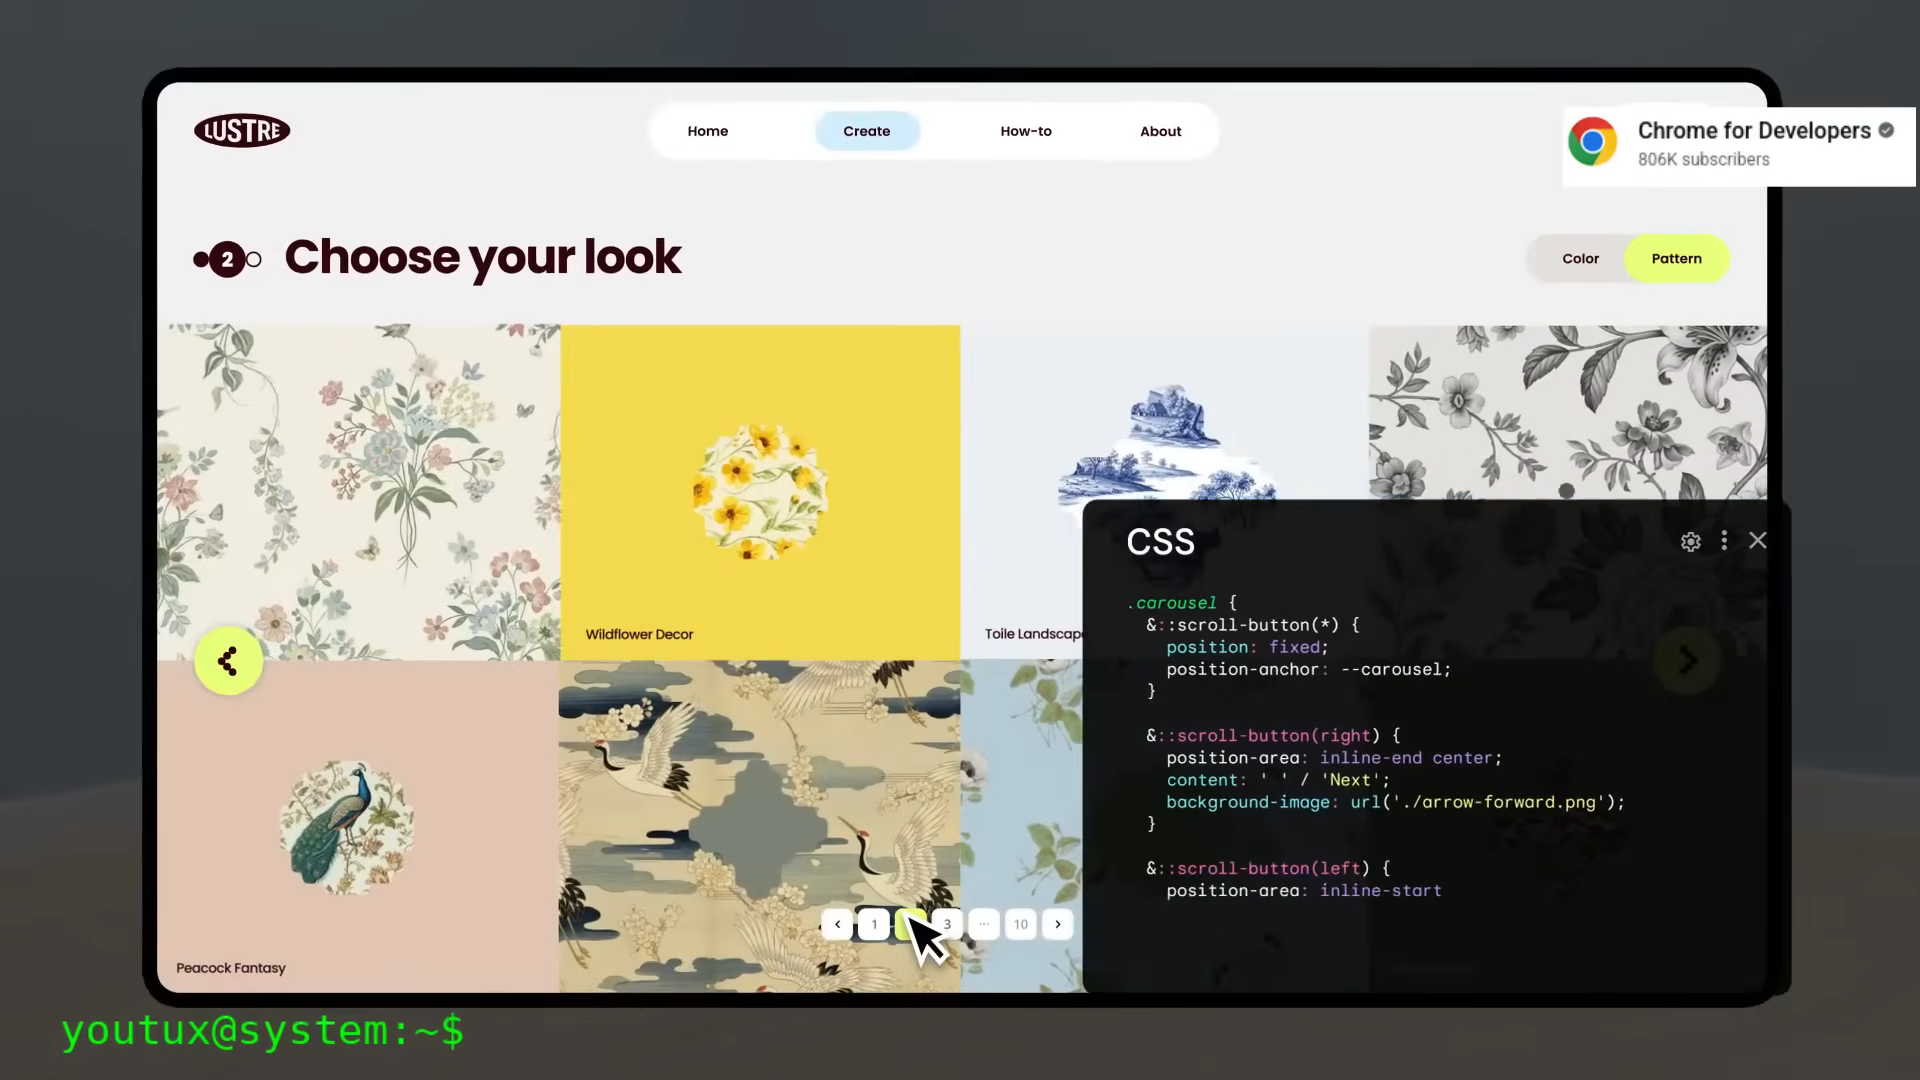 LUSTRE
Home
Create
How-to
About
Chrome for Developers
806K subscribers
2
Choose your look
Color
Pattern
Wildflower Decor
Toile Landscape
Peacock Fantasy
1
3
...
10
CSS
.carousel {
&::scroll-button(*) {
position: fixed;
position-anchor: --carousel;
}
&::scroll-button(right) {
position-area: inline-end center;
content: ' ' / 'Next';
background-image: url('./arrow-forward.png');
}
&::scroll-button(left) {
position-area: inline-start
youtux@system:~$